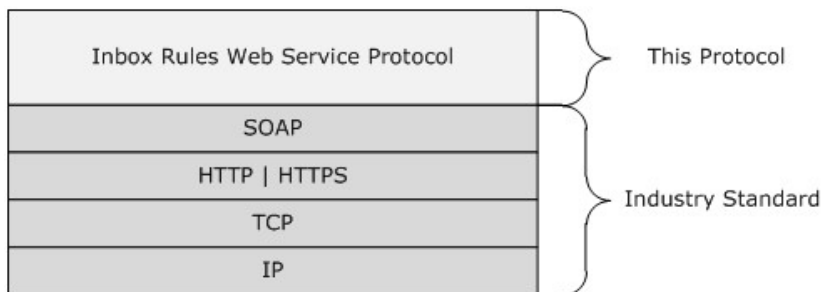 Inbox Rules Web Service Protocol
This Protocol
SOAP
HTTP | HTTPS
Industry Standard
TCP
IP